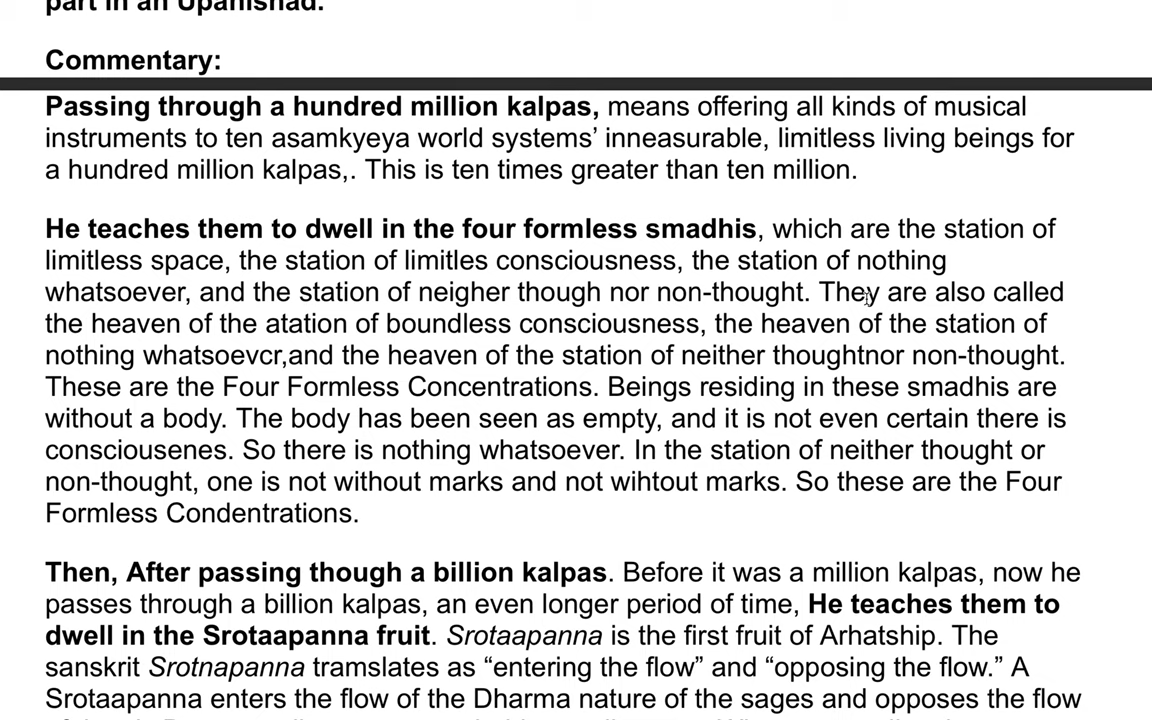 part in an Upanishad.
Commentary:
Passing through a hundred million kalpas, means offering all kinds of musical
instruments to ten asamkyeya world systems’ inneasurable, limitless living beings for
a hundred million kalpas,. This is ten times greater than ten million.
He teaches them to dwell in the four formless smadhis, which are the station of
limitless space, the station of limitles consciousness, the station of nothing
whatsoever, and the station of neigher though nor non-thought. They are also called
the heaven of the atation of boundless consciousness, the heaven of the station of
nothing whatsoevcr,and the heaven of the station of neither thoughtnor non-thought.
These are the Four Formless Concentrations. Beings residing in these smadhis are
without a body. The body has been seen as empty, and it is not even certain there is
consciousenes. So there is nothing whatsoever. In the station of neither thought or
non-thought, one is not without marks and not wihtout marks. So these are the Four
Formless Condentrations.
Then, After passing though a billion kalpas. Before it was a million kalpas, now he
passes through a billion kalpas, an even longer period of time, He teaches them to
dwell in the Srotaapanna fruit. Srotaapanna is the first fruit of Arhatship. The
sanskrit Srotnapanna tramslates as “entering the flow” and “opposing the flow.” A
Srotaapanna enters the flow of the Dharma nature of the sages and opposes the flow